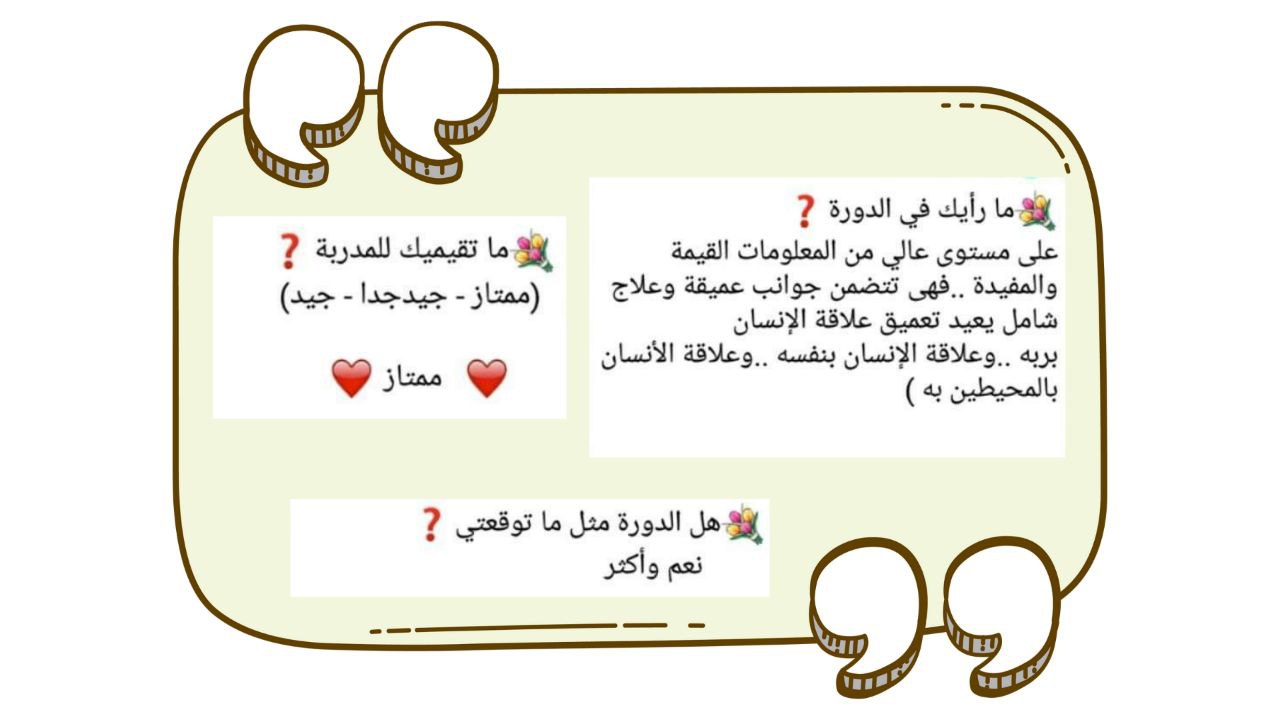 💐ما رأيك في الدورة ❓
على مستوى عالي من المعلومات القيمة
والمفيدة ..فهى تتضمن جوانب عميقة وعلاج
شامل يعيد تعميق علاقة الإنسان
بربه ..وعلاقة الإنسان بنفسه ..وعلاقة الأنسان
بالمحيطين به )
💐ما تقيميك للمدربة ❓
(ممتاز - جيدجدا - جيد)
❤️ ممتاز ❤️
💐هل الدورة مثل ما توقعتي ❓
نعم وأكثر